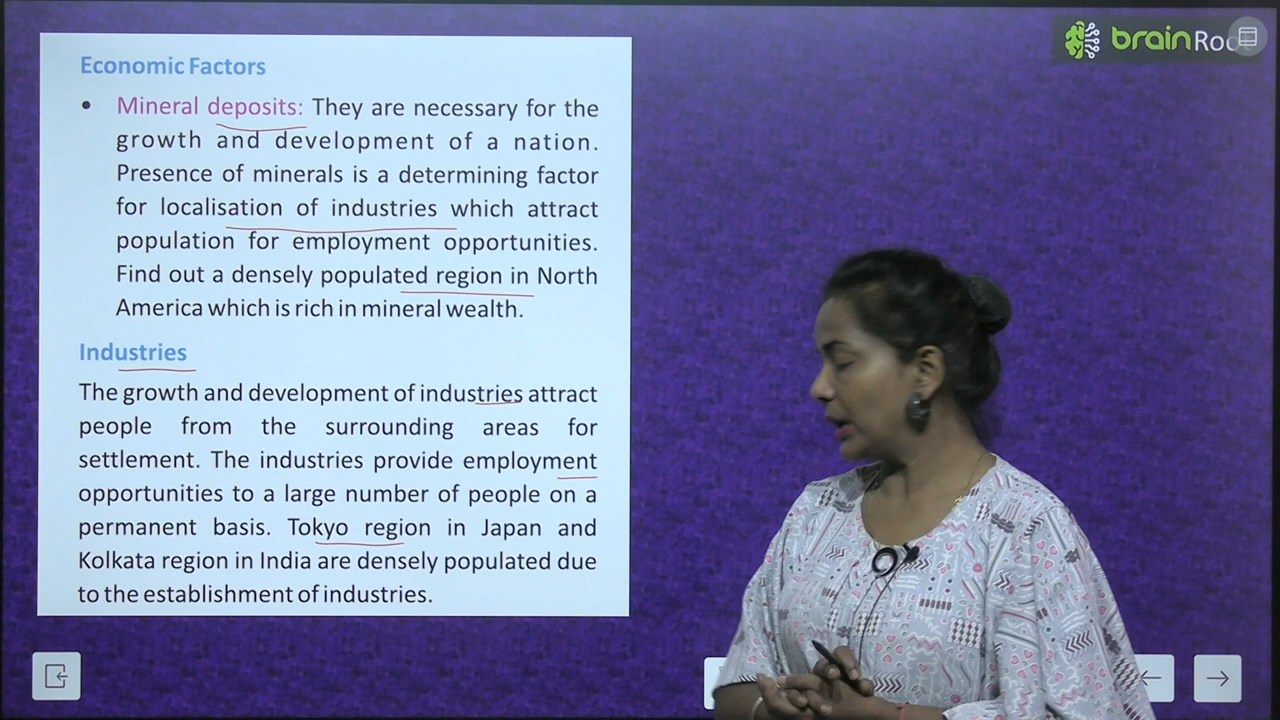 brainRoo
Economic Factors
• Mineral deposits: They are necessary for the
growth and development of a nation.
Presence of minerals is a determining factor
for localisation of industries which attract
population for employment opportunities.
Find out a densely populated region in North
America which is rich in mineral wealth.
Industries
The growth and development of industries attract
people from the surrounding areas for
settlement. The industries provide employment
opportunities to a large number of people on a
permanent basis. Tokyo region in Japan and
Kolkata region in India are densely populated due
to the establishment of industries.